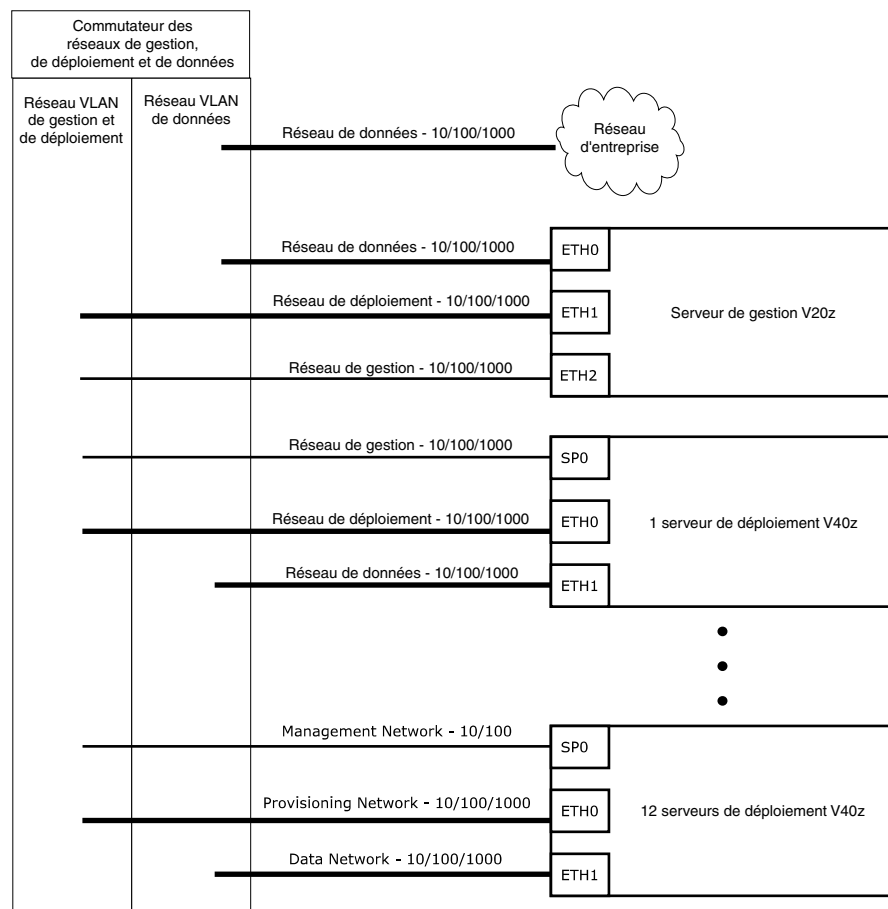 Commutateur des
réseaux de gestion,
de déploiement et de données
Réseau VLAN
de gestion et
de déploiement
Réseau VLAN
de données
Réseau de données - 10/100/1000
Réseau
d'entreprise
Réseau de données - 10/100/1000
ETH0
Réseau de déploiement - 10/100/1000
ETH1
Serveur de gestion V20z
Réseau de gestion - 10/100/1000
ETH2
Réseau de gestion - 10/100/1000
SP0
Réseau de déploiement - 10/100/1000
ETH0
1 serveur de déploiement V40z
Réseau de données - 10/100/1000
ETH1
Management Network - 10/100
SP0
Provisioning Network - 10/100/1000
ETH0
12 serveurs de déploiement V40z
Data Network - 10/100/1000
ETH1